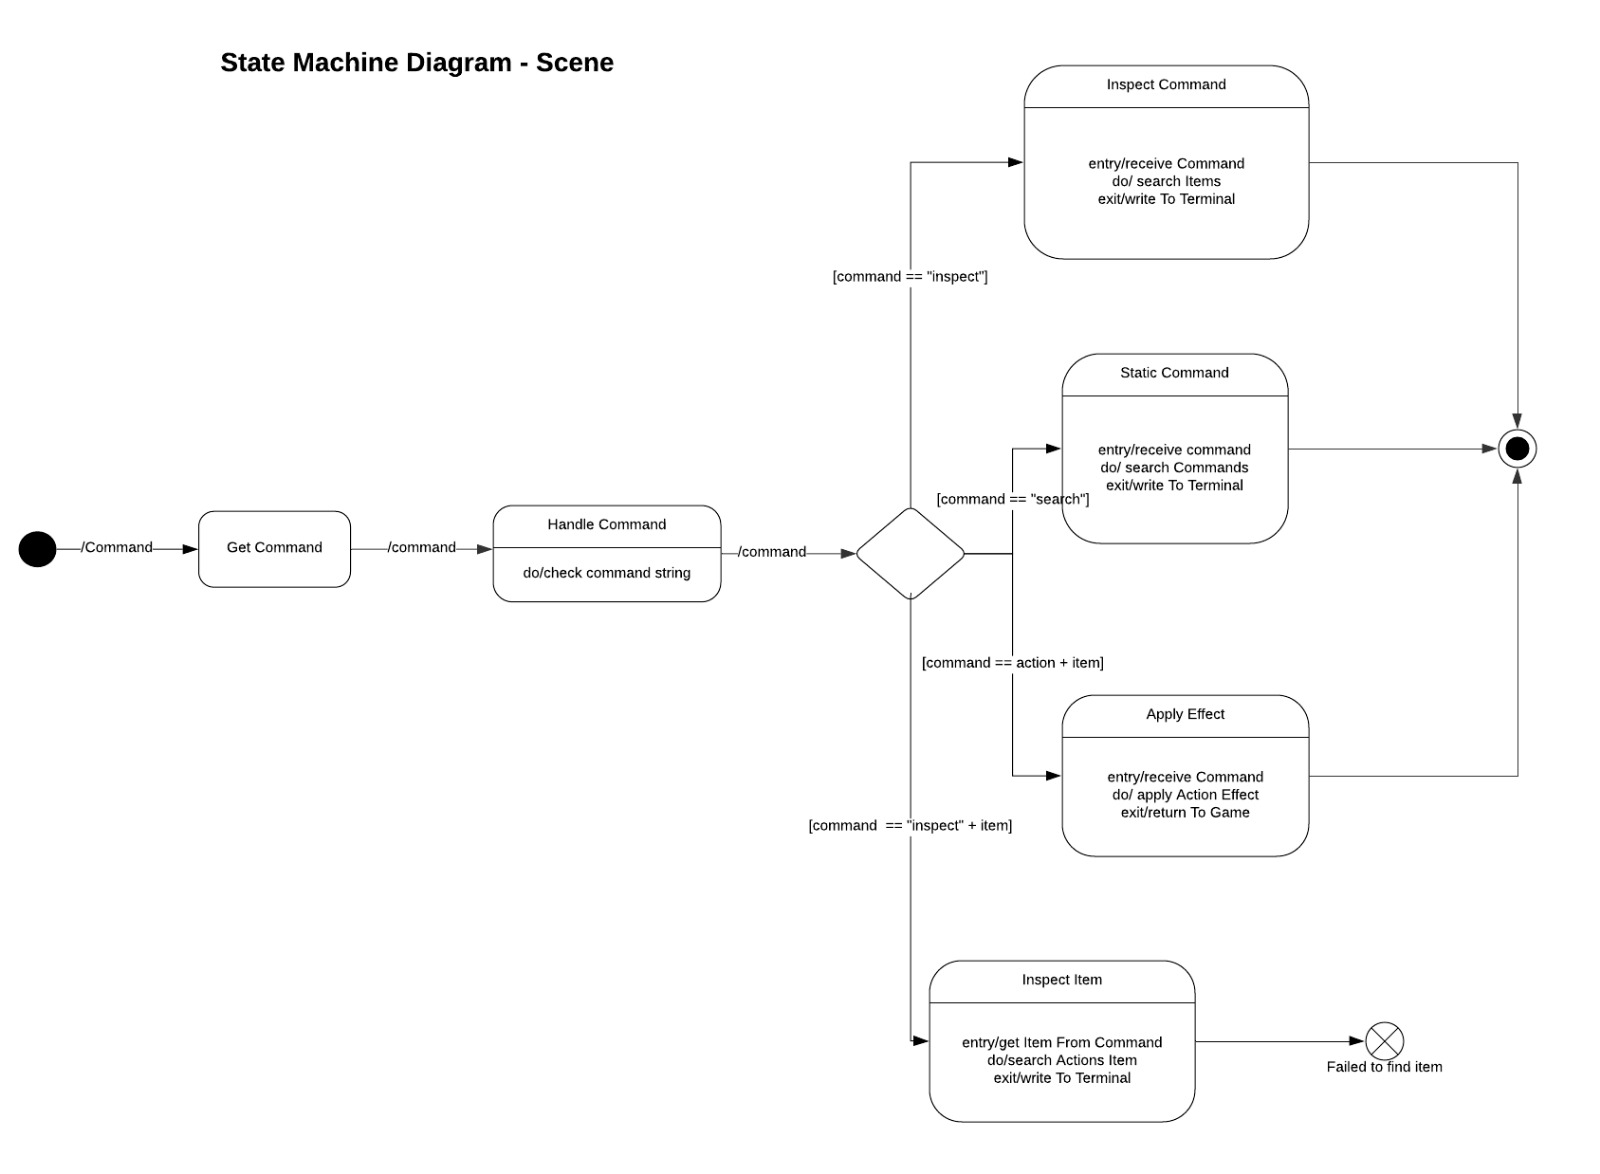 State Machine Diagram - Scene
Inspect Command
entry/receive Command
do/ search Items
exit/write To Terminal
[command == "inspect"]
Static Command
entry/receive command
do/ search Commands
exit/write To Terminal
[command == "search"]
/Command
Get Command
/command
Handle Command
do/check command string
/command
[command == action + item]
Apply Effect
entry/receive Command
do/ apply Action Effect
exit/return To Game
[command  == "inspect" + item]
Inspect Item
entry/get Item From Command
do/search Actions Item
exit/write To Terminal
Failed to find item